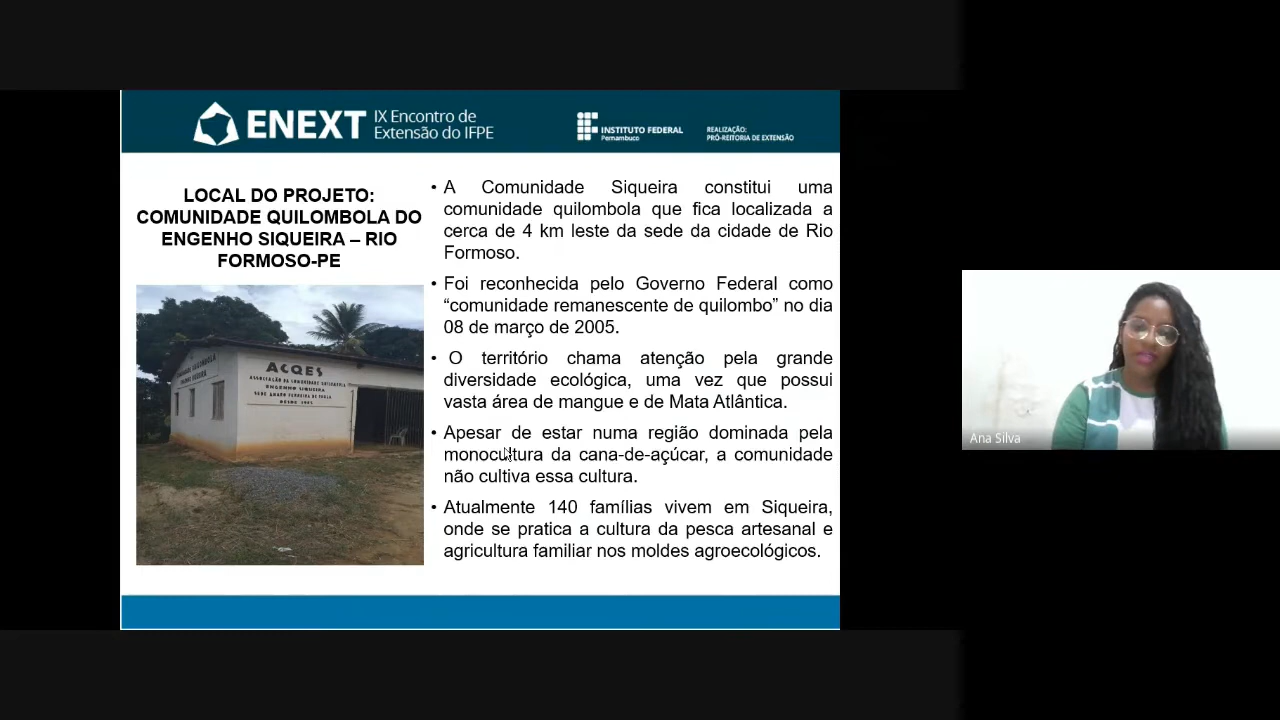 ENEXT
IX Encontro de
Extensão do IFPE
INSTITUTO FEDERAL
Pernambuco
REALIZAÇÃO:
PRÓ-REITORIA DE EXTENSÃO
LOCAL DO PROJETO:
COMUNIDADE QUILOMBOLA DO
ENGENHO SIQUEIRA – RIO
FORMOSO-PE
ACQES
ASSOCIAÇÃO DA COMUNIDADE QUILOMBOLA
ENGENHO SIQUEIRA
• A Comunidade Siqueira constitui uma
comunidade quilombola que fica localizada a
cerca de 4 km leste da sede da cidade de Rio
Formoso.
• Foi reconhecida pelo Governo Federal como
“comunidade remanescente de quilombo” no dia
08 de março de 2005.
• O território chama atenção pela grande
diversidade ecológica, uma vez que possui
vasta área de mangue e de Mata Atlântica.
• Apesar de estar numa região dominada pela
monocultura da cana-de-açúcar, a comunidade
não cultiva essa cultura.
• Atualmente 140 famílias vivem em Siqueira,
onde se pratica a cultura da pesca artesanal e
agricultura familiar nos moldes agroecológicos.
Ana Silva